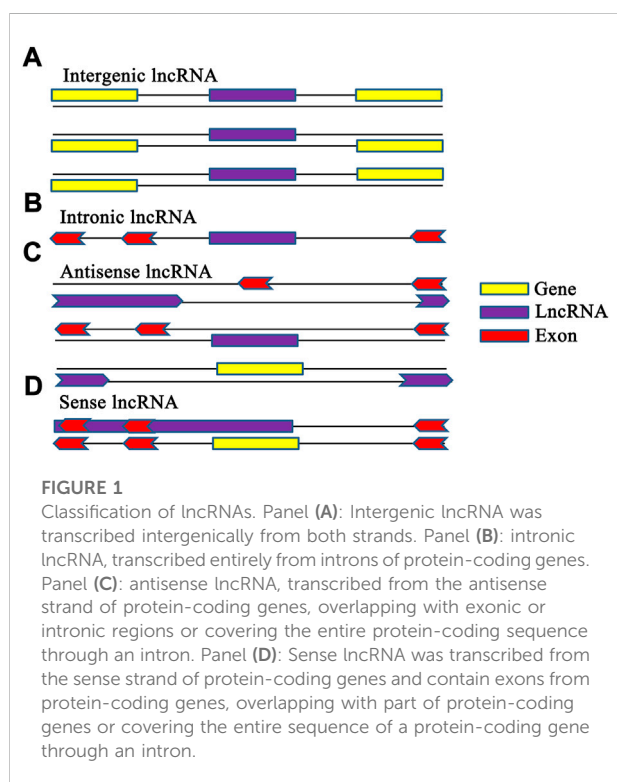 A
Intergenic lncRNA
B
Intronic lncRNA
C
Antisense lncRNA
Gene
LncRNA
Exon
D
Sense lncRNA
FIGURE 1
Classification of lncRNAs. Panel (A): Intergenic lncRNA was
transcribed intergenically from both strands. Panel (B): intronic
lncRNA, transcribed entirely from introns of protein-coding genes.
Panel (C): antisense lncRNA, transcribed from the antisense
strand of protein-coding genes, overlapping with exonic or
intronic regions or covering the entire protein-coding sequence
through an intron. Panel (D): Sense lncRNA was transcribed from
the sense strand of protein-coding genes and contain exons from
protein-coding genes, overlapping with part of protein-coding
genes or covering the entire sequence of a protein-coding gene
through an intron.